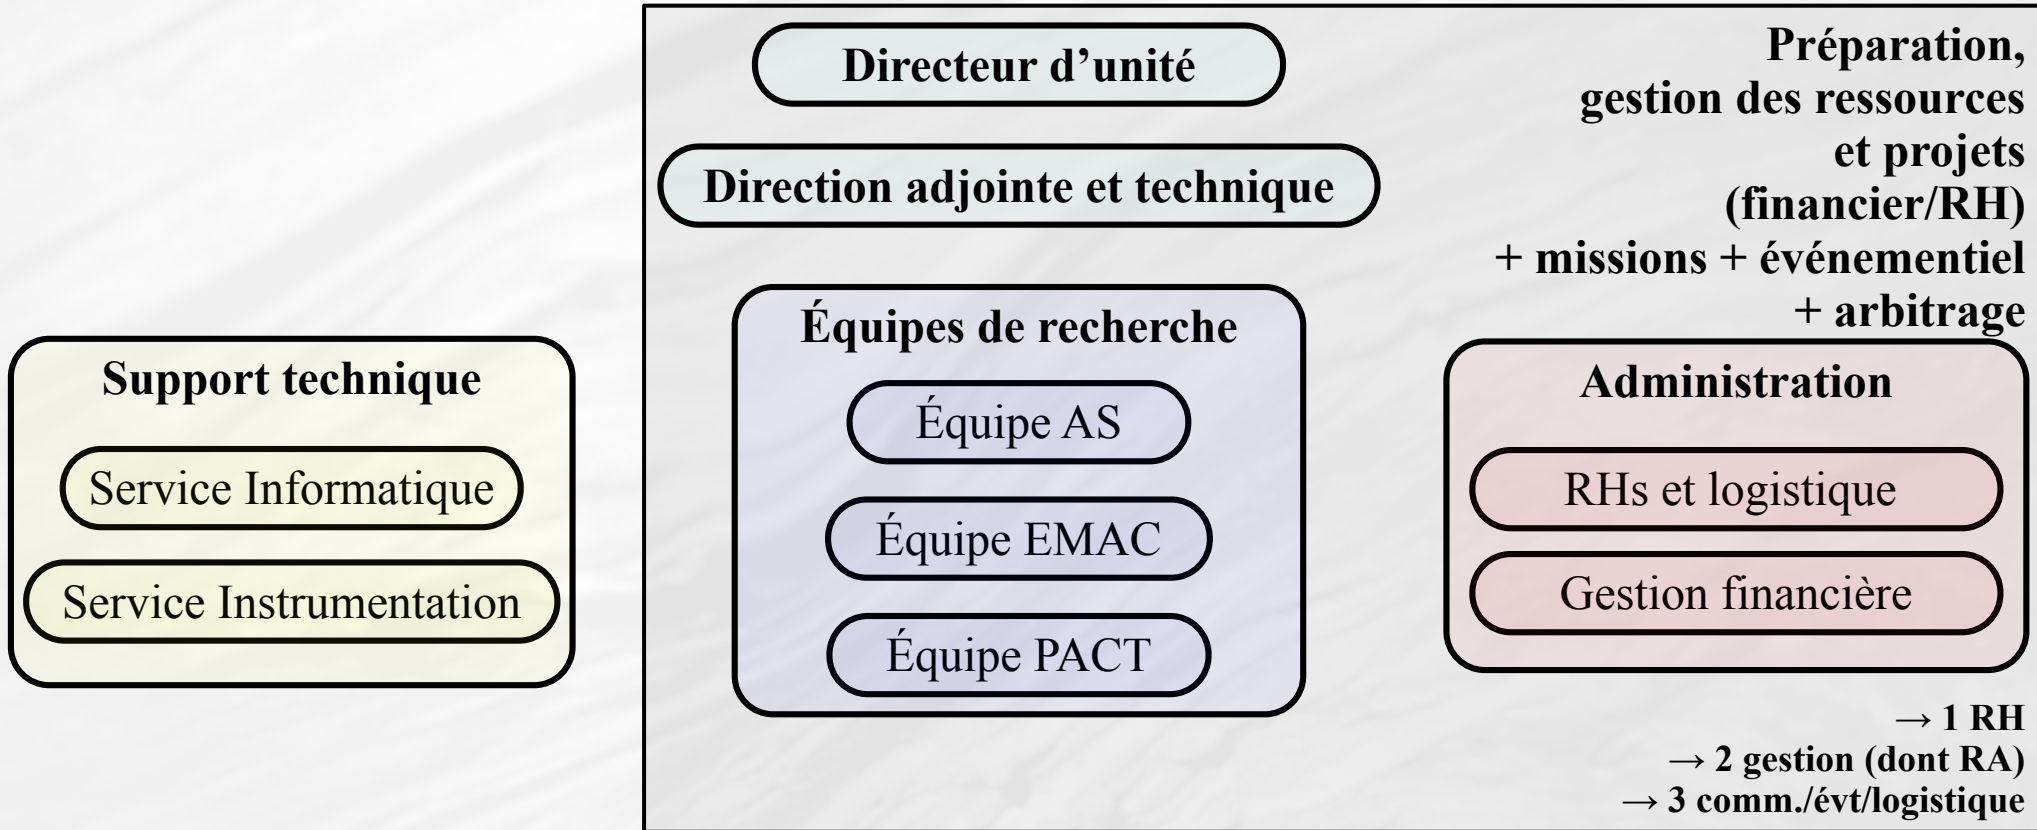 Directeur d’unité
Direction adjointe et technique
Préparation,
gestion des ressources
et projets
(financier/RH)
+ missions + événementiel
+ arbitrage
Support technique
Service Informatique
Service Instrumentation
Équipes de recherche
Équipe AS
Équipe EMAC
Équipe PACT
Administration
RHs et logistique
Gestion financière
→ 1 RH
→ 2 gestion (dont RA)
→ 3 comm./évt/logistique